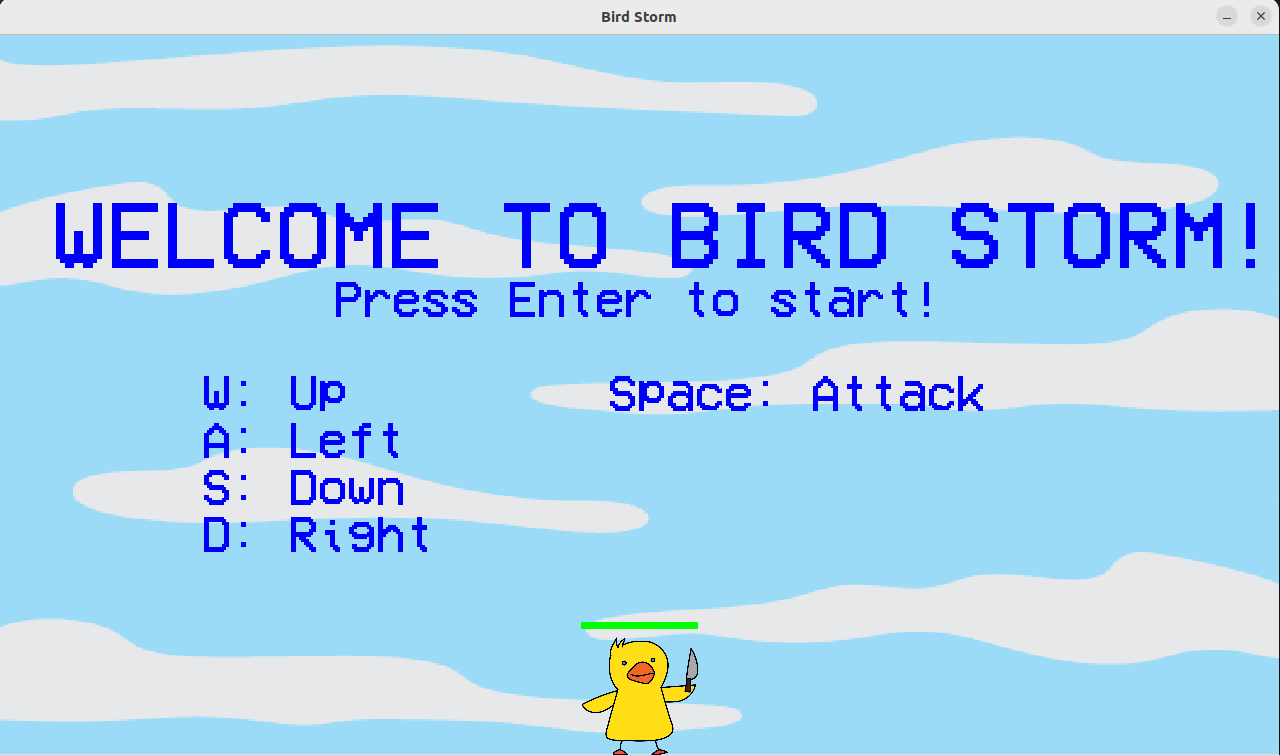 Bird Storm
WELCOME TO BIRD STORM!
Press Enter to start!
W: Up
A: Left
S: Down
D: Right
Space: Attack